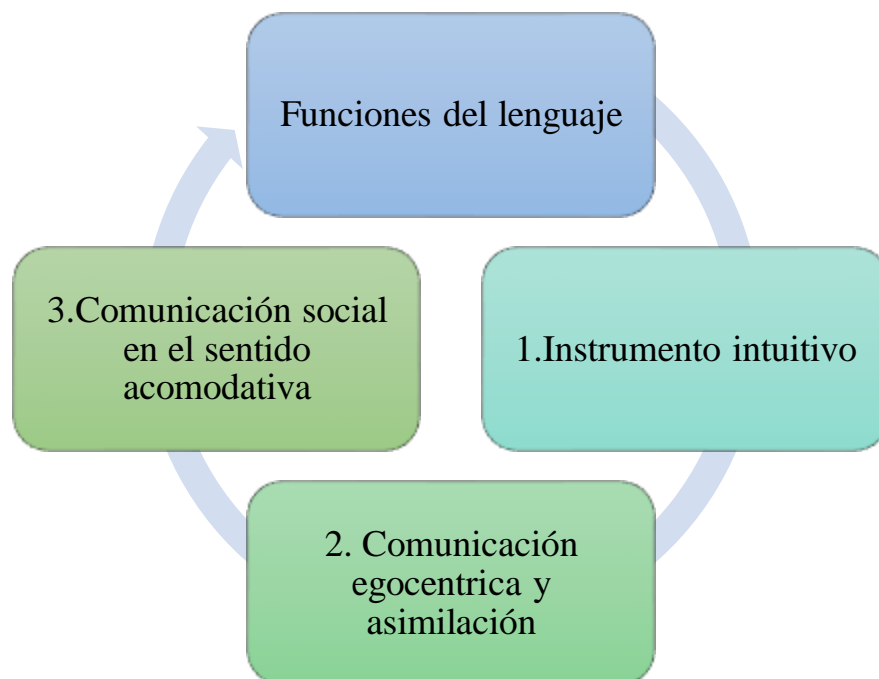 Funciones del lenguaje
1.Instrumento intuitivo
2. Comunicación
egocentrica y
asimilación
3.Comunicación social
en el sentido
acomodativa